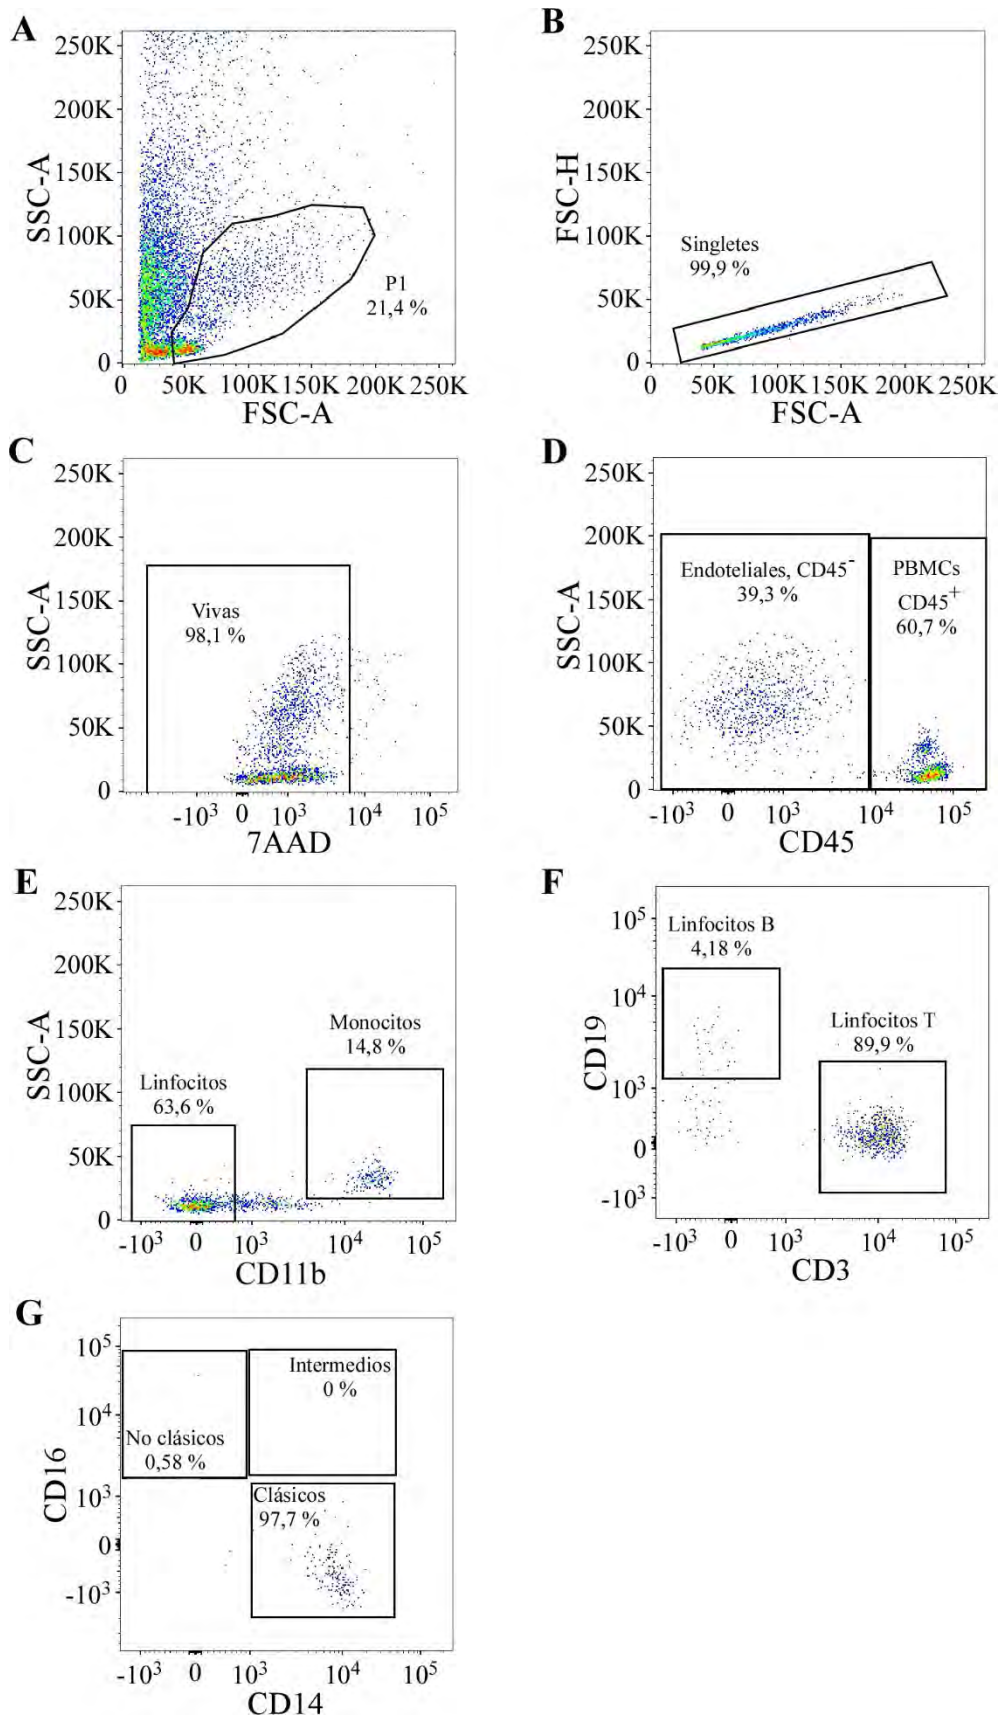 A
250K
200K
150K
100K
50K
0
SSC-A
P1
21,4 %
0 50K 100K 150K 200K 250K
FSC-A
B
250K
200K
150K
100K
50K
0
FSC-H
Singletes
99,9 %
0 50K 100K 150K 200K 250K
FSC-A
C
250K
200K
150K
100K
50K
0
SSC-A
Vivas
98,1 %
-10³ 0 10³ 10⁴ 10⁵
7AAD
D
250K
200K
150K
100K
50K
0
SSC-A
Endoteliales, CD45⁻
39,3 %
PBMCs
CD45⁺
60,7 %
0 10³ 10⁴ 10⁵
CD45
E
250K
200K
150K
100K
50K
0
SSC-A
Linfocitos
63,6 %
Monocitos
14,8 %
-10³ 0 10³ 10⁴ 10⁵
CD11b
F
10⁵
10⁴
10³
0
-10³
CD19
Linfocitos B
4,18 %
Linfocitos T
89,9 %
-10³ 0 10³ 10⁴ 10⁵
CD3
G
10⁵
10⁴
10³
0
-10³
CD16
Intermedios
0 %
No clásicos
0,58 %
Clásicos
97,7 %
-10³ 0 10³ 10⁴ 10⁵
CD14